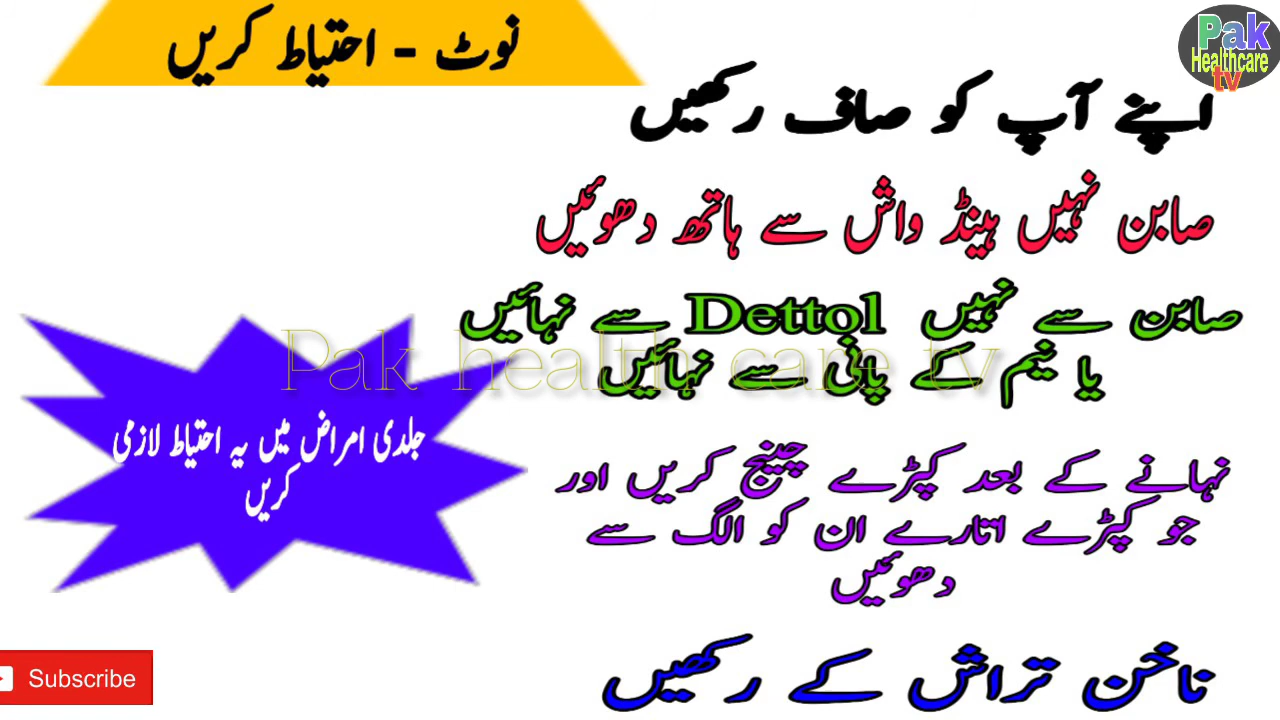 نوٹ - احتیاط کریں
Pak
Healthcare
tv
اپنے آپ کو صاف رکھیں
صابن نہیں ہینڈ واش سے ہاتھ دھوئیں
صابن سے نہیں Dettol سے نہائیں
یا نیم کے پانی سے نہائیں
Pak health care tv
جلدی امراض میں یہ احتیاط لازمی
کریں
نہانے کے بعد کپڑے چینج کریں اور
جو کپڑے اتارے ان کو الگ سے
دھوئیں
ناخن تراش کے رکھیں
Subscribe